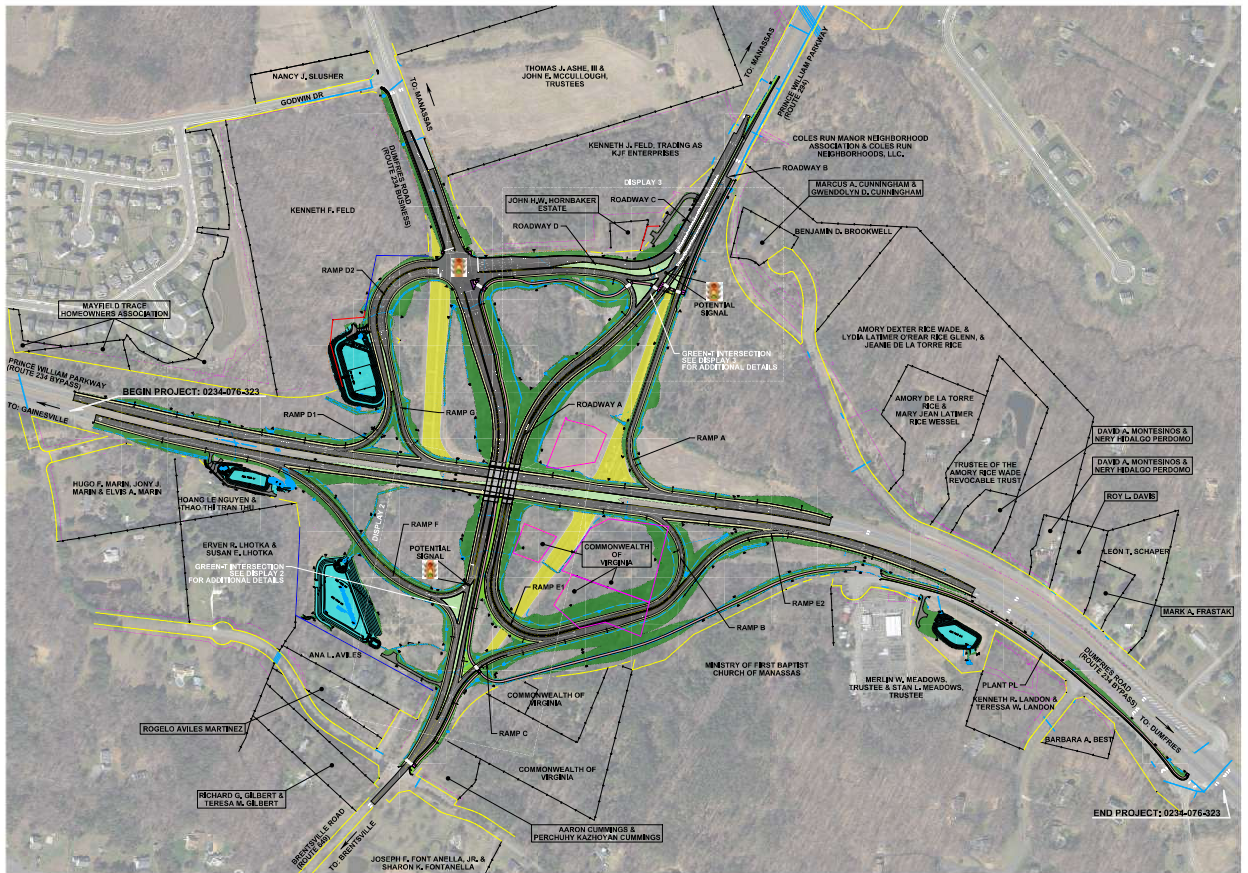 NANCY J. SLUSHER
GODWIN DR
TO: MANASSAS
THOMAS J. ASHE, III &
JOHN E. MCCULLOUGH,
TRUSTEES
TO: MANASSAS
PRINCE WILLIAM PARKWAY
(ROUTE 294)
DUMFRIES ROAD
(ROUTE 234 BUSINESS)
KENNETH J. FELD, TRADING AS
KJF ENTERPRISES
COLES RUN MANOR NEIGHBORHOOD
ASSOCIATION & COLES RUN
NEIGHBORHOODS, LLC.
ROADWAY B
DISPLAY 3
MARCUS A. CUNNINGHAM &
GWENDOLYN D. CUNNINGHAM
KENNETH F. FELD
JOHN H.W. HORNBAKER
ESTATE
ROADWAY C
ROADWAY D
BENJAMIN D. BROOKWELL
RAMP D2
MAYFIELD TRACE
HOMEOWNERS ASSOCIATION
POTENTIAL
SIGNAL
AMORY DEXTER RICE WADE, &
LYDIA LATIMER O'REAR RICE GLENN, &
JEANIE DE LA TORRE RICE
GREEN-T INTERSECTION
SEE DISPLAY 3
FOR ADDITIONAL DETAILS
PRINCE WILLIAM PARKWAY
(ROUTE 234 BYPASS)
TO: GAINESVILLE
BEGIN PROJECT: 0234-076-323
RAMP D1
RAMP G
ROADWAY A
RAMP A
AMORY DE LA TORRE
RICE &
MARY JEAN LATIMER
RICE WESSEL
DAVID A. MONTESINOS &
NERY HIDALGO PERDOMO
TRUSTEE OF THE
AMORY RICE WADE
REVOCABLE TRUST
DAVID A. MONTESINOS &
NERY HIDALGO PERDOMO
HUGO F. MARIN, JONY J.
MARIN & ELVIS A. MARIN
HOANG LE NGUYEN &
THAO THI TRAN THU
ROY L. DAVIS
DISPLAY 2
RAMP F
ERVEN R. LHOTKA &
SUSAN E. LHOTKA
POTENTIAL
SIGNAL
COMMONWEALTH
OF
VIRGINIA
LEON T. SCHAPER
GREEN-T INTERSECTION
SEE DISPLAY 2
FOR ADDITIONAL DETAILS
RAMP E1
RAMP E2
MARK A. FRASTAK
RAMP B
ANA L. AVILES
MINISTRY OF FIRST BAPTIST
CHURCH OF MANASSAS
MERLIN W. MEADOWS,
TRUSTEE & STAN L. MEADOWS,
TRUSTEE
PLANT PL
DUMFRIES ROAD
(ROUTE 234 BYPASS)
KENNETH R. LANDON &
TERESSA W. LANDON
COMMONWEALTH OF
VIRGINIA
TO: DUMFRIES
ROGELO AVILES MARTINEZ
RAMP C
BARBARA A. BEST
COMMONWEALTH OF
VIRGINIA
RICHARD G. GILBERT &
TERESA M. GILBERT
END PROJECT: 0234-076-323
BRENTSVILLE ROAD
(ROUTE 649)
TO: BRENTSVILLE
AARON CUMMINGS &
PERCHUHY KAZHOYAN CUMMINGS
JOSEPH F. FONT ANELLA, JR. &
SHARON K. FONTANELLA